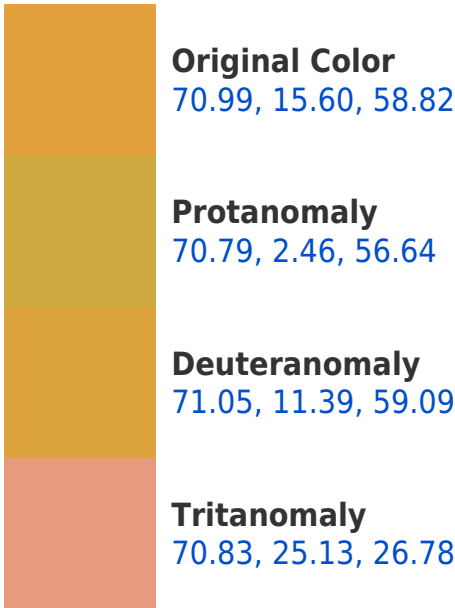 Original Color
70.99, 15.60, 58.82
Protanomaly
70.79, 2.46, 56.64
Deuteranomaly
71.05, 11.39, 59.09
Tritanomaly
70.83, 25.13, 26.78